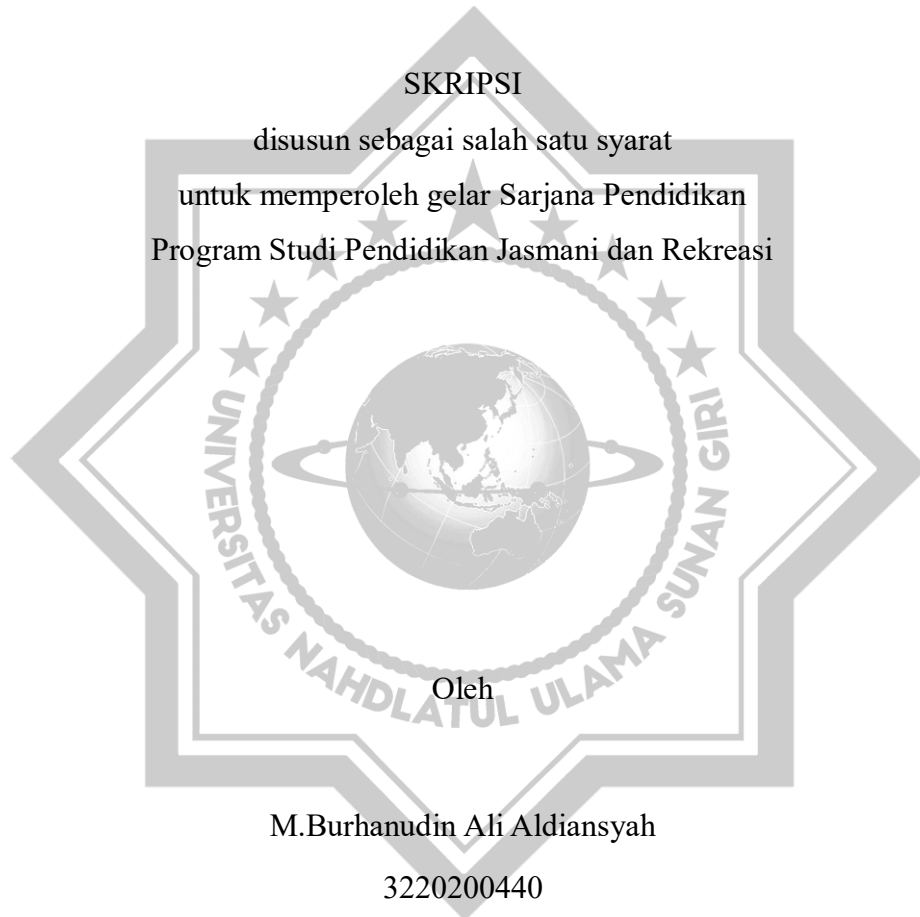 SKRIPSI
disusun sebagai salah satu syarat
untuk memperoleh gelar Sarjana Pendidikan
Program Studi Pendidikan Jasmani dan Rekreasi
UNIVERSITAS NAHDLATUL ULAMA SUNAN GIRI
Oleh
M.Burhanudin Ali Aldiansyah
3220200440